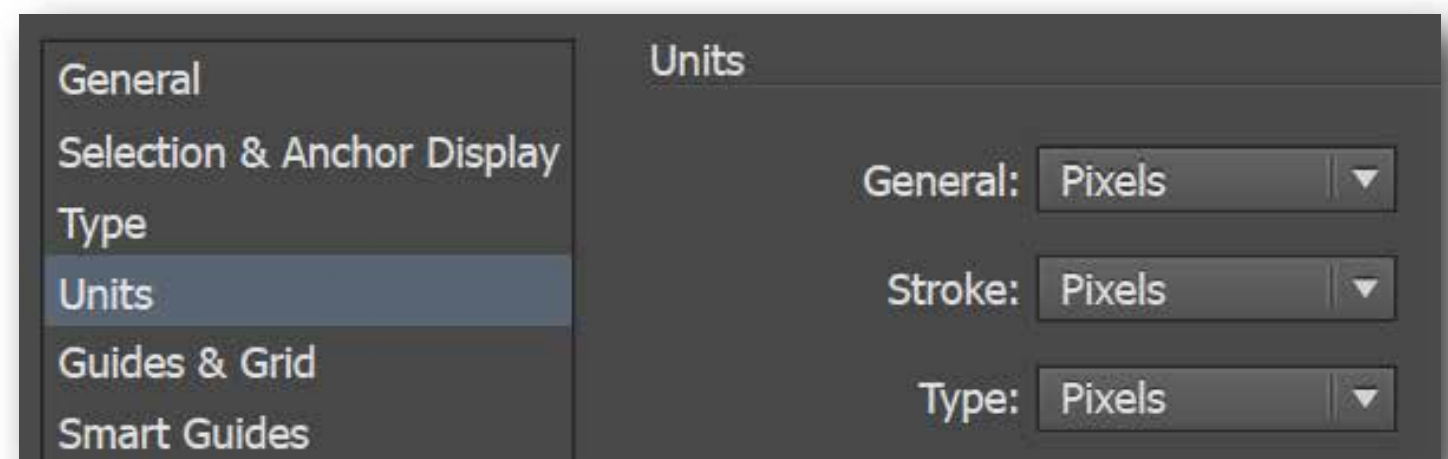 General
Selection & Anchor Display
Type
Units
Guides & Grid
Smart Guides
Units
General: Pixels
Stroke: Pixels
Type: Pixels